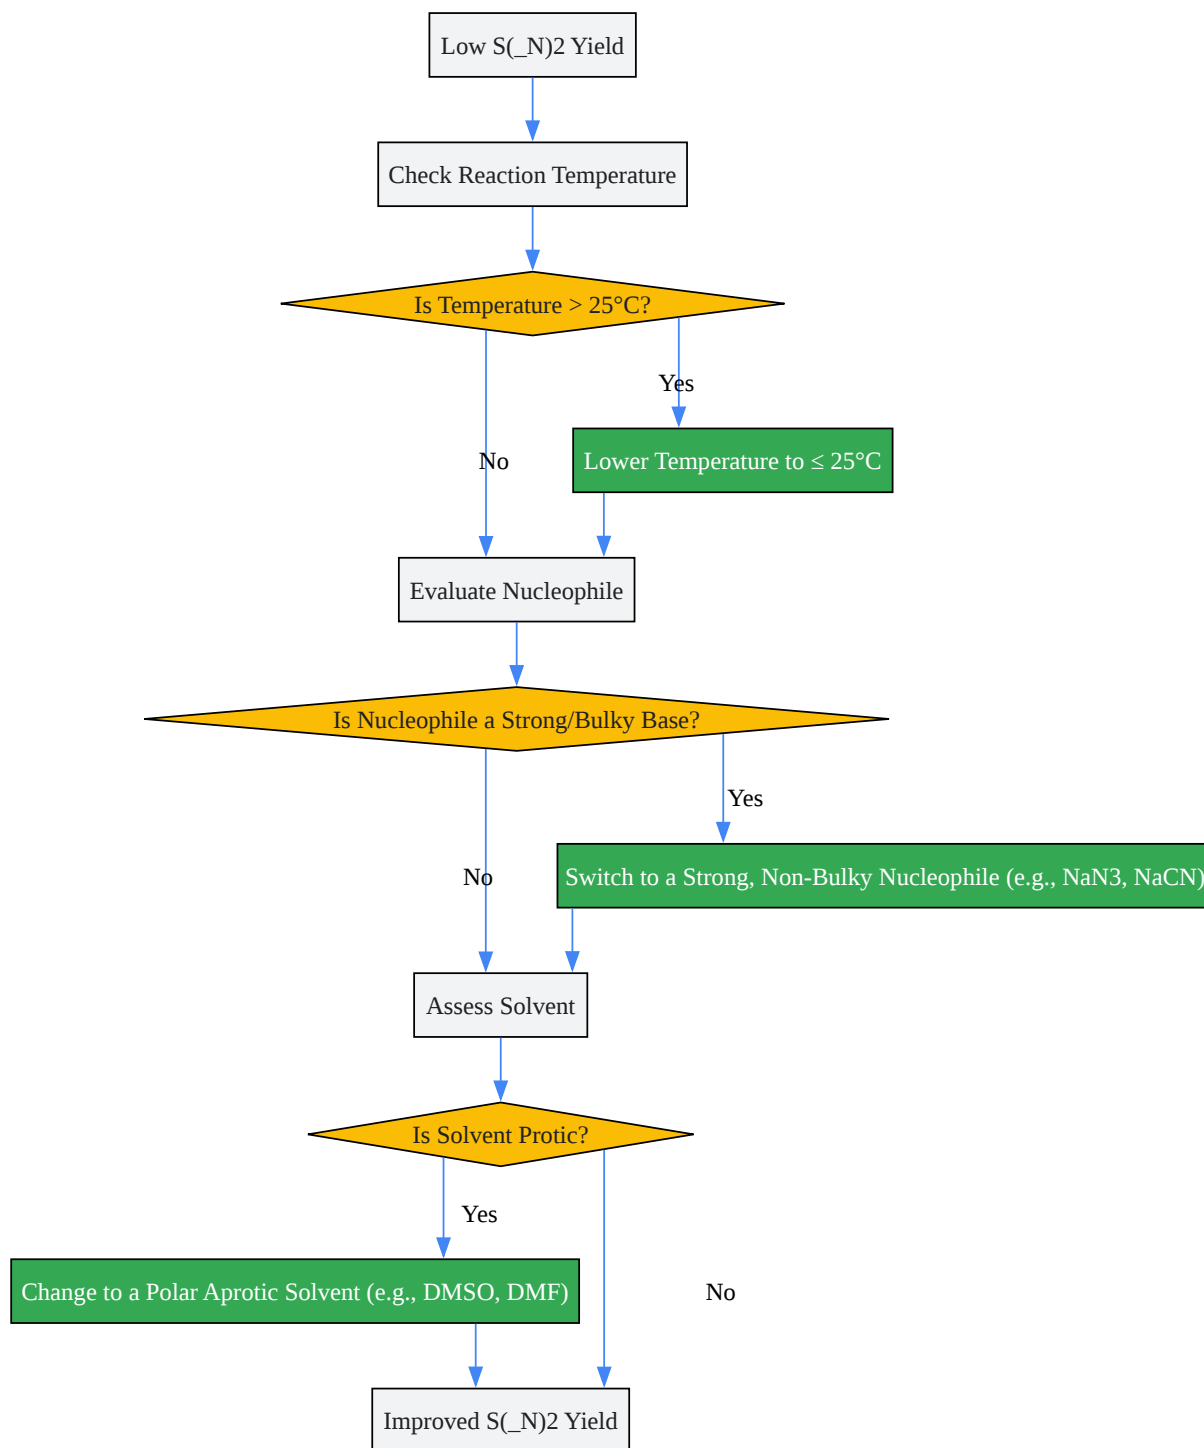 Low S(_N)2 Yield
Check Reaction Temperature
Is Temperature > 25°C?
Yes
No
Lower Temperature to ≤ 25°C
Evaluate Nucleophile
Is Nucleophile a Strong/Bulky Base?
Yes
No
Switch to a Strong, Non-Bulky Nucleophile (e.g., NaN3, NaCN)
Assess Solvent
Is Solvent Protic?
Yes
Change to a Polar Aprotic Solvent (e.g., DMSO, DMF)
No
Improved S(_N)2 Yield